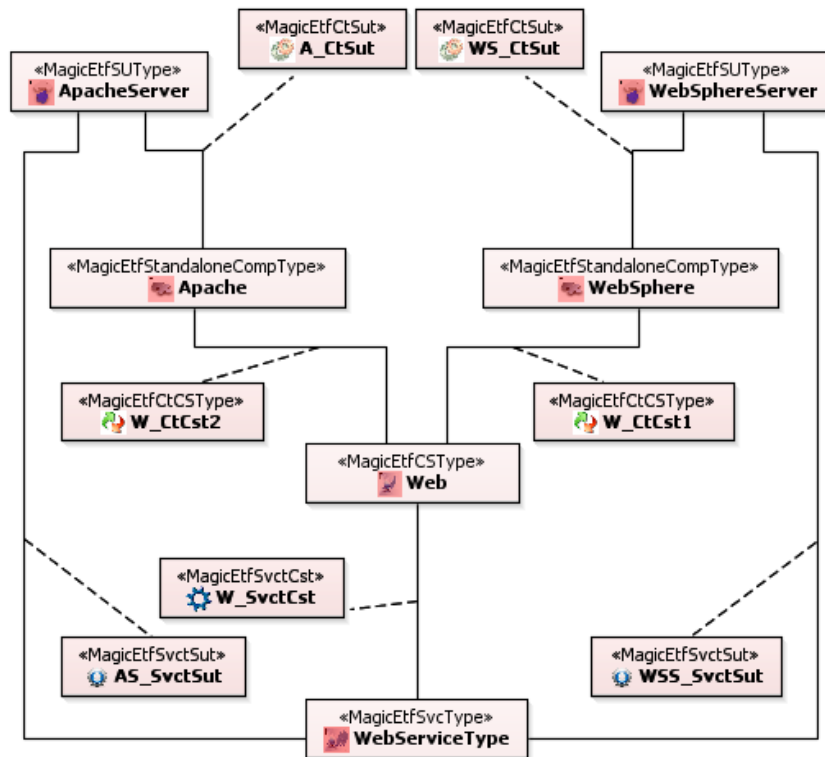 «MagicEtfCtSut»
A_CtSut
«MagicEtfCtSut»
WS_CtSut
«MagicEtfSUType»
ApacheServer
«MagicEtfSUType»
WebSphereServer
«MagicEtfStandaloneCompType»
Apache
«MagicEtfStandaloneCompType»
WebSphere
«MagicEtfCtCSType»
W_CtCst2
«MagicEtfCtCSType»
W_CtCst1
«MagicEtfCSType»
Web
«MagicEtfSvctCst»
W_SvctCst
«MagicEtfSvctSut»
AS_SvctSut
«MagicEtfSvctSut»
WSS_SvctSut
«MagicEtfSvcType»
WebServiceType